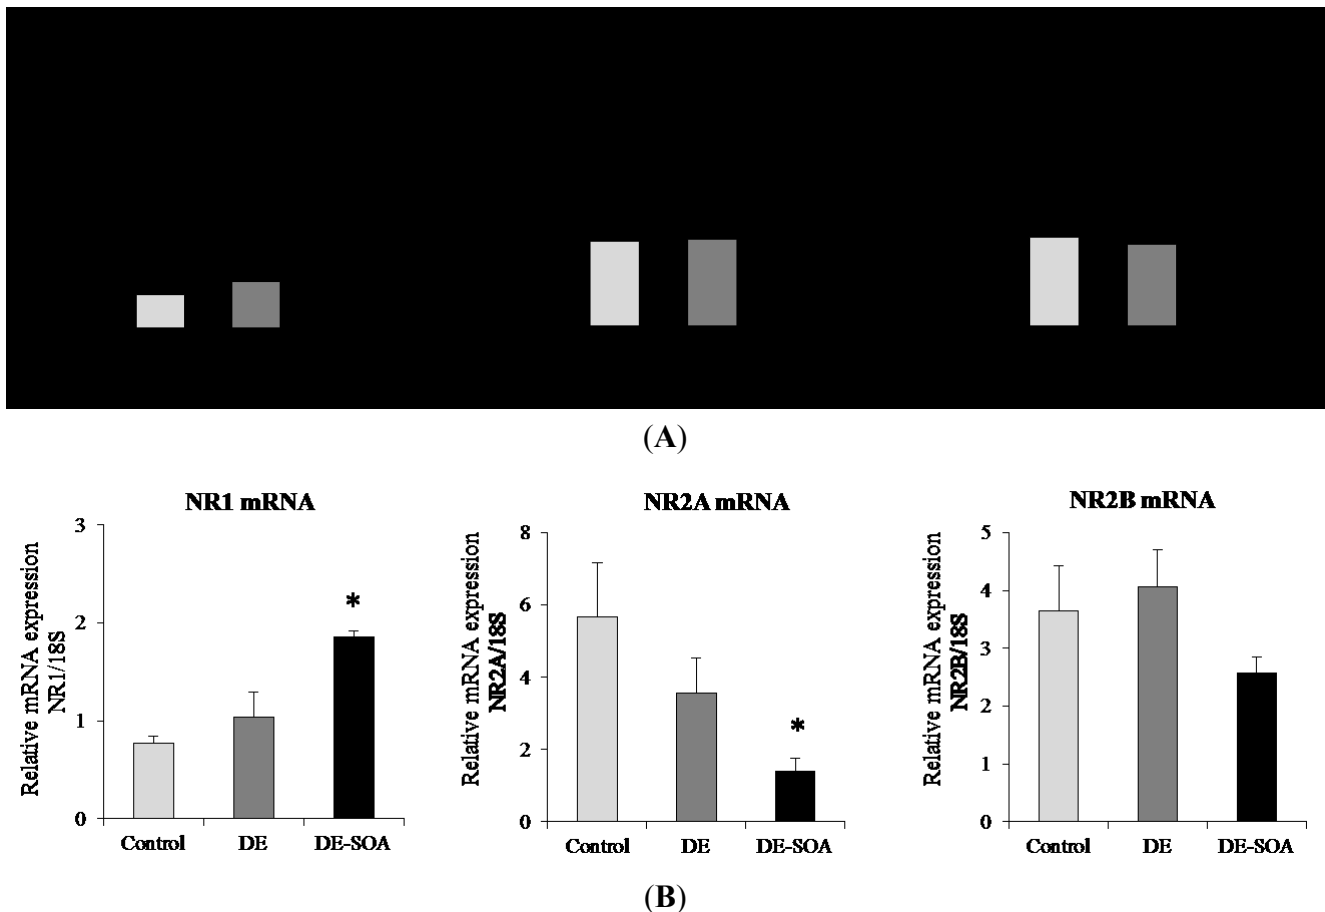 (A)
NR1 mRNA
Relative mRNA expression
NR1/18S
3
2
1
0
*
Control DE DE-SOA
NR2A mRNA
Relative mRNA expression
NR2A/18S
8
6
4
2
0
*
Control DE DE-SOA
NR2B mRNA
Relative mRNA expression
NR2B/18S
5
4
3
2
1
0
Control DE DE-SOA
(B)